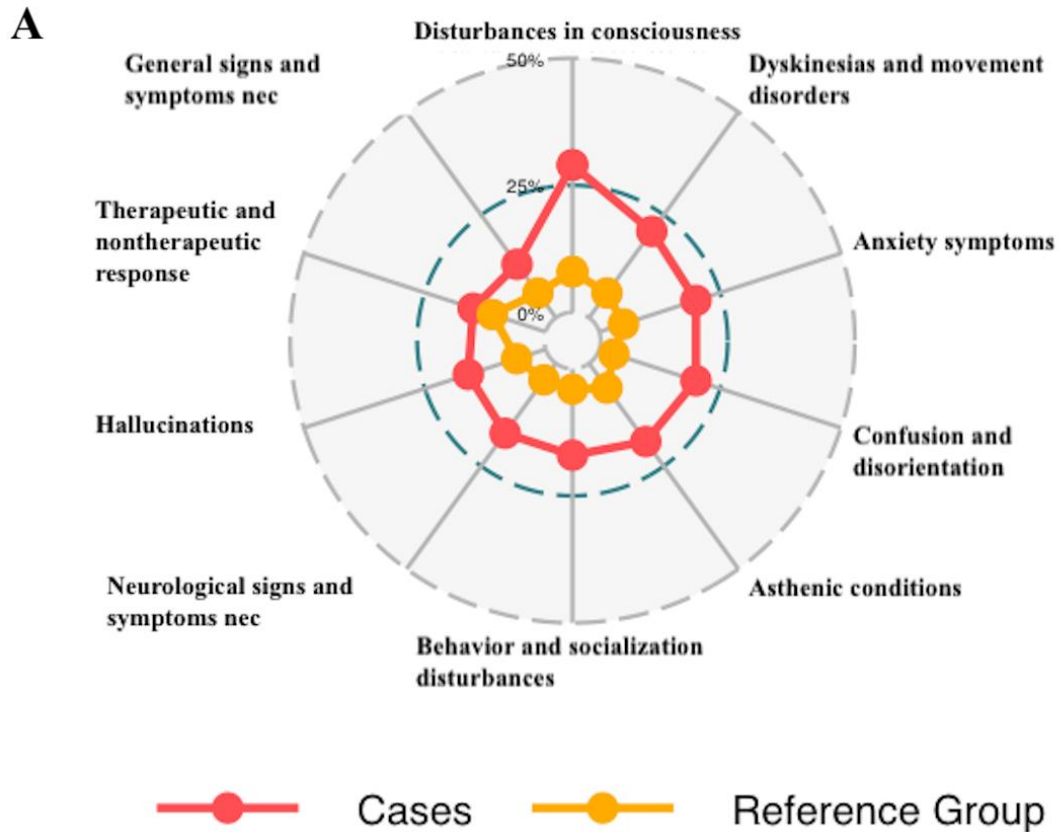 A
Disturbances in consciousness
General signs and
symptoms nec
50%
Dyskinesias and movement
disorders
25%
Therapeutic and
nontherapeutic
response
Anxiety symptoms
0%
Hallucinations
Confusion and
disorientation
Neurological signs and
symptoms nec
Asthenic conditions
Behavior and socialization
disturbances
Cases
Reference Group